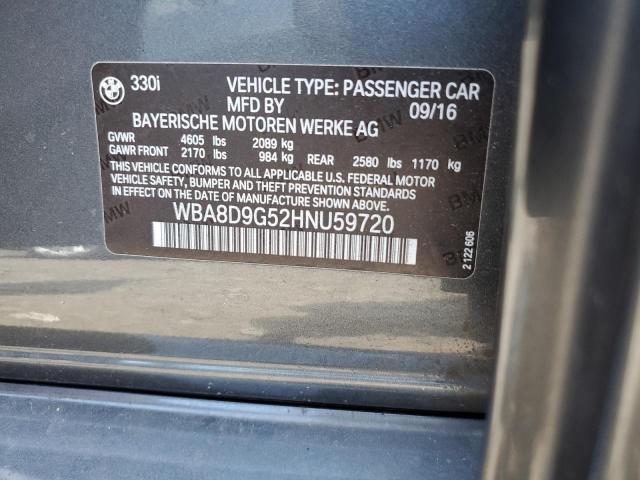 330i VEHICLE TYPE: PASSENGER CAR
MFD BY 09/16
BAYERISCHE MOTOREN WERKE AG
GVWR 4605 lbs 2089 kg
GAWR FRONT 2170 lbs 984 kg REAR 2580 lbs 1170 kg
THIS VEHICLE CONFORMS TO ALL APPLICABLE U.S. FEDERAL MOTOR
VEHICLE SAFETY, BUMPER AND THEFT PREVENTION STANDARDS IN
EFFECT ON THE DATE OF MANUFACTURE SHOWN ABOVE.
WBA8D9G52HNU59720
2 122 606